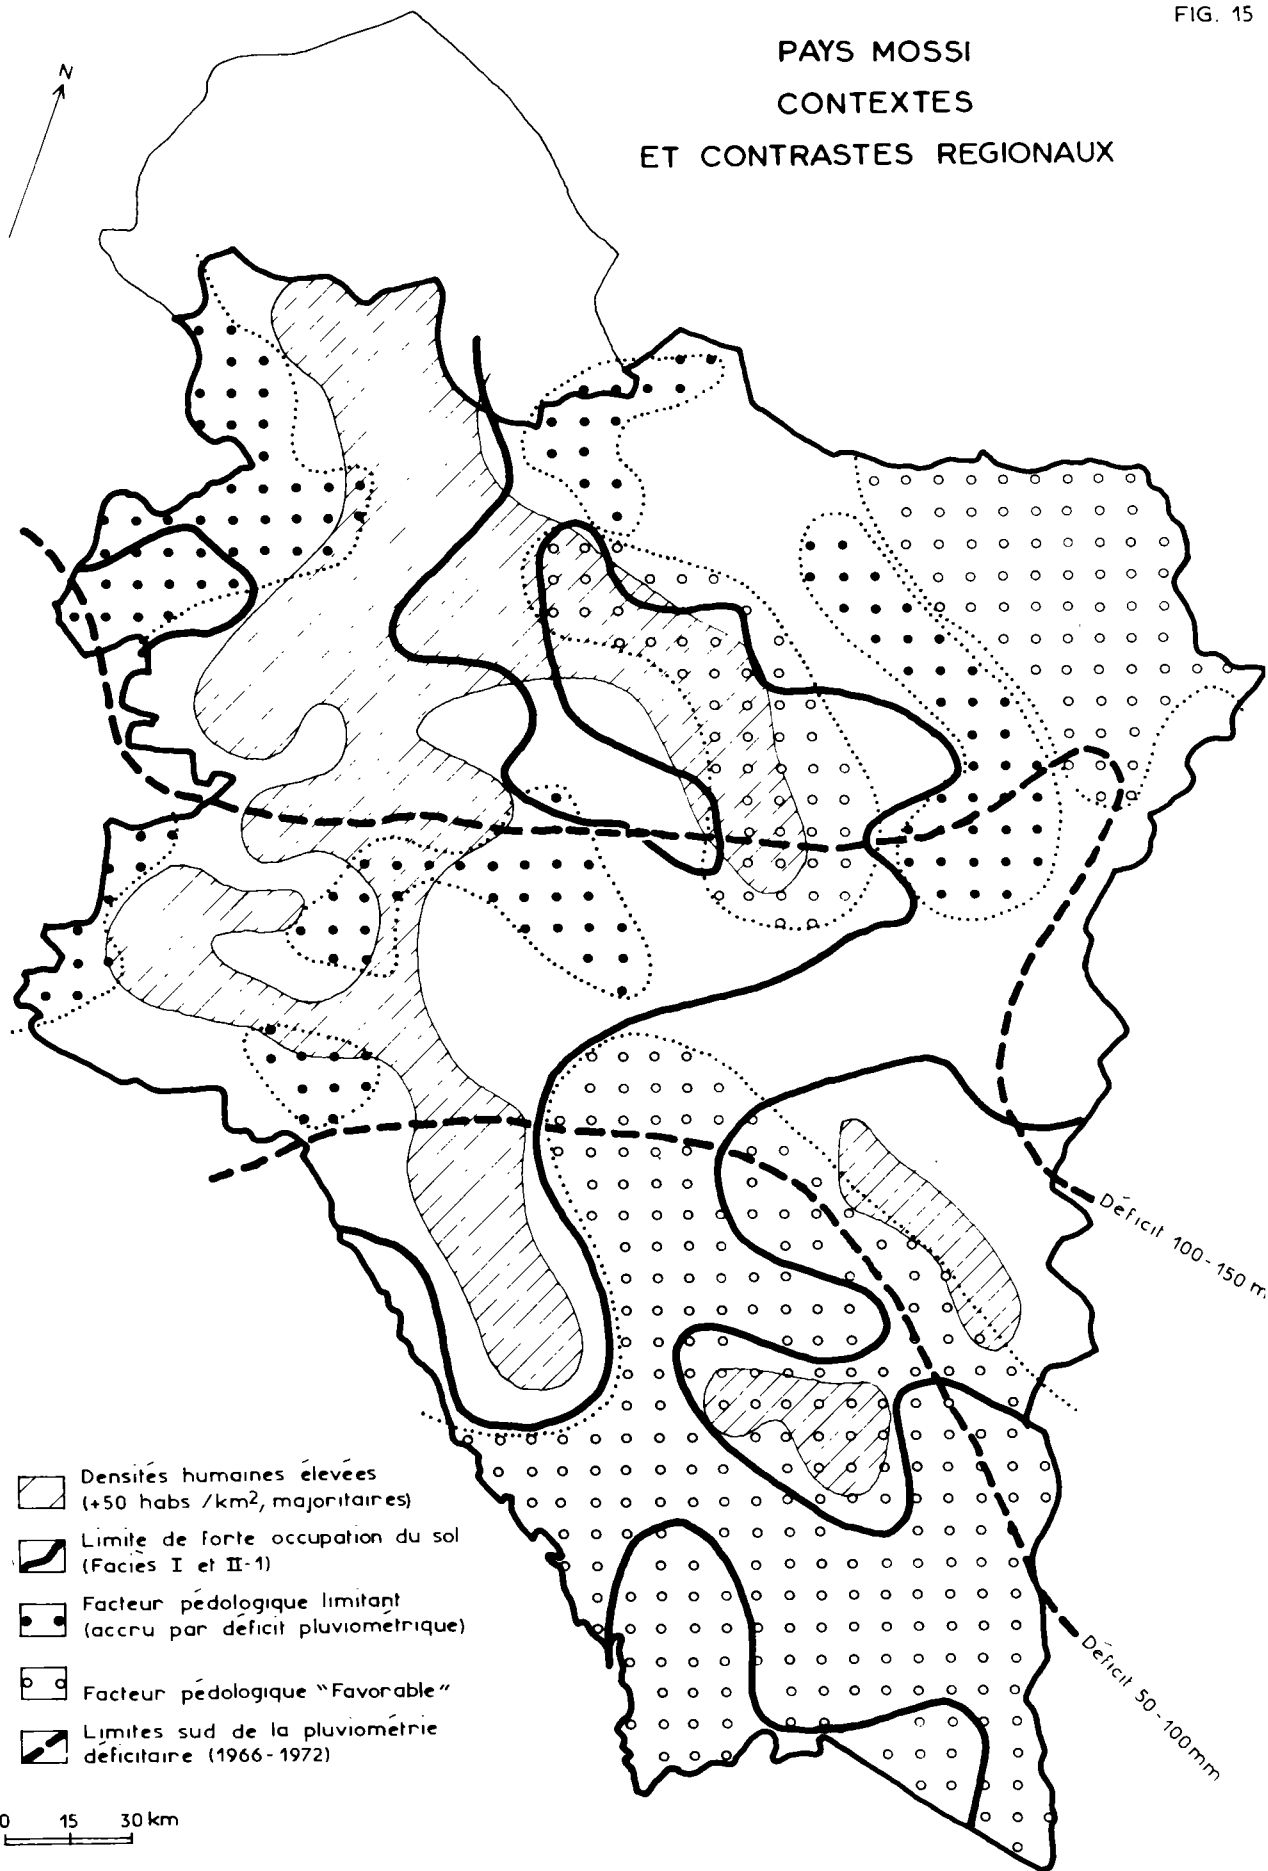 FIG. 15
PAYS MOSSI
CONTEXTES
ET CONTRASTES REGIONAUX
N
Déficit 100-150 m
Déficit 50-100mm
Densités humaines élevées
(+50 habs /km², majoritaires)
Limite de forte occupation du sol
(Faciès I et II-1)
Facteur pédologique limitant
(accru par déficit pluviométrique)
Facteur pédologique "Favorable"
Limites sud de la pluviométrie
déficitaire (1966-1972)
0 15 30 km